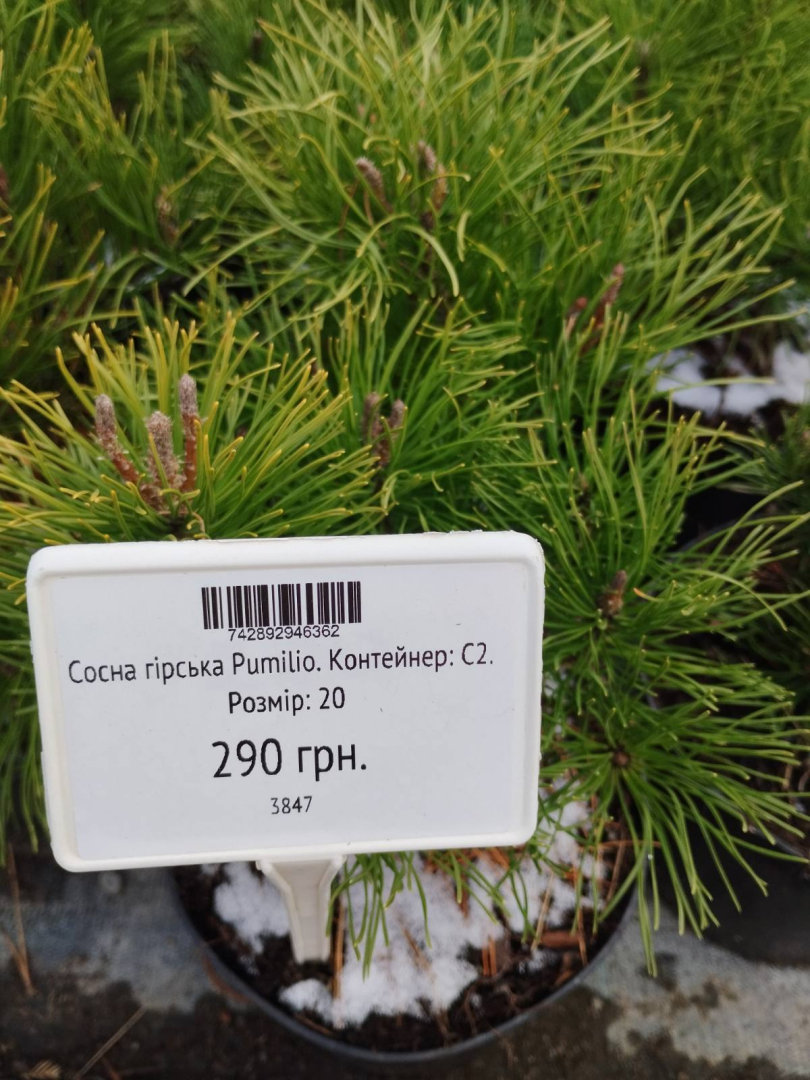 742892946362
Сосна гірська Pumilio. Контейнер: С2.
Розмір: 20
290 грн.
3847